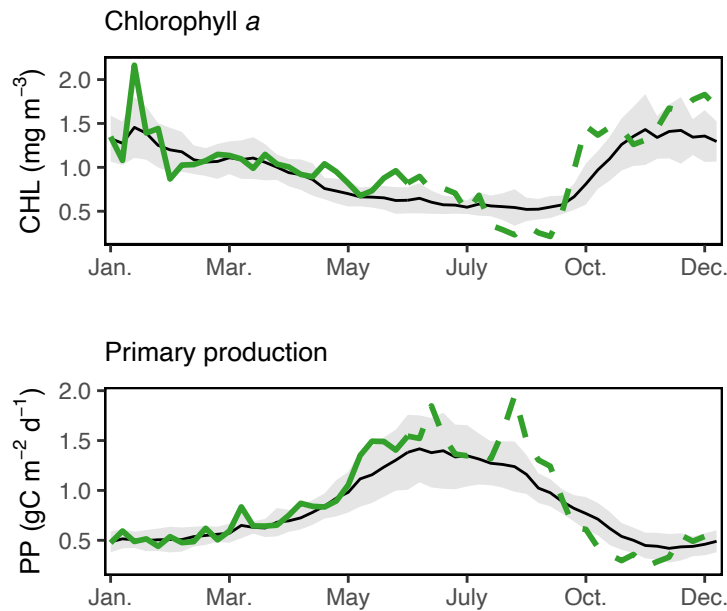 Chlorophyll a
CHL (mg m⁻³)
2.0
1.5
1.0
0.5
Jan. Mar. May July Oct. Dec.
Primary production
PP (gC m⁻² d⁻¹)
2.0
1.5
1.0
0.5
Jan. Mar. May July Oct. Dec.